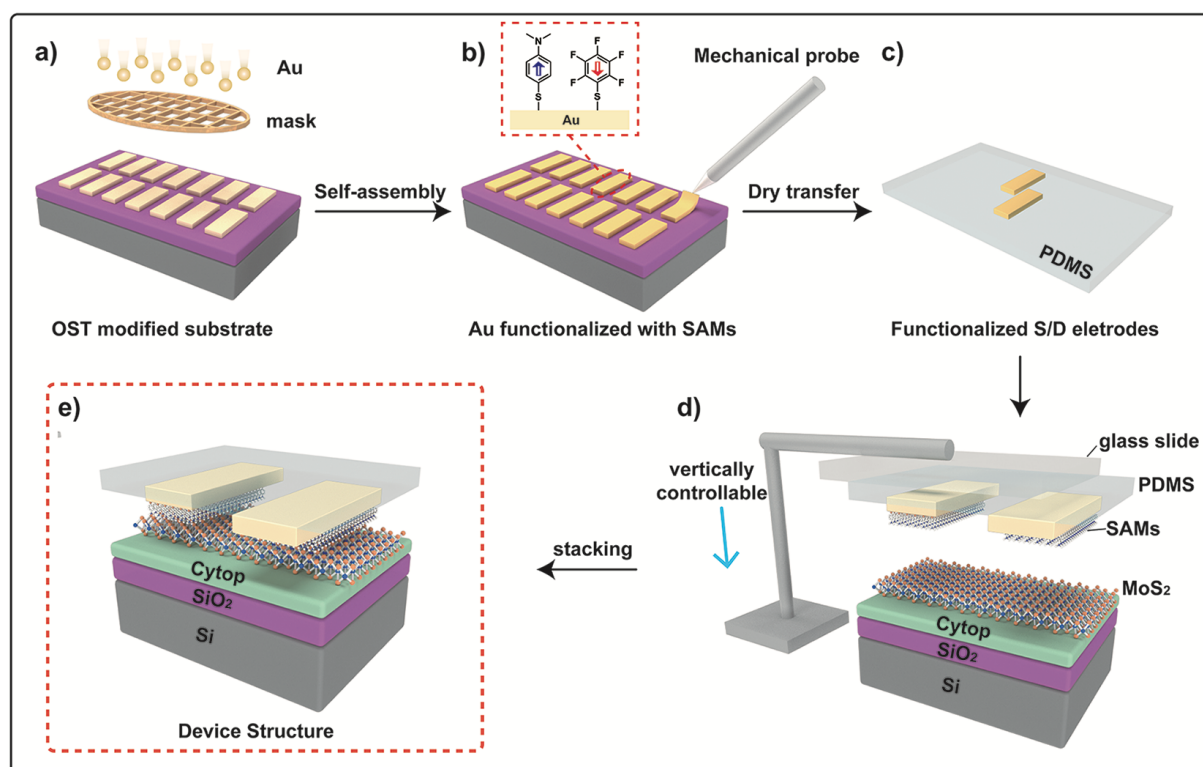 a)
Au
mask
OST modified substrate
Self-assembly
b)
N
S
F
F
F
F
F
S
Au
Mechanical probe
Au functionalized with SAMs
Dry transfer
c)
PDMS
Functionalized S/D eletrodes
d)
vertically
controllable
glass slide
PDMS
SAMs
MoS2
Cytop
SiO2
Si
stacking
e)
Cytop
SiO2
Si
Device Structure